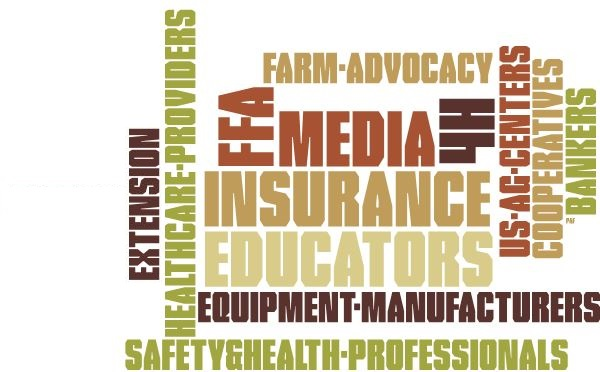 FARM-ADVOCACY
FFA
MEDIA
4H
INSURANCE
EDUCATORS
EQUIPMENT-MANUFACTURERS
SAFETY&HEALTH-PROFESSIONALS
EXTENSION
HEALTHCARE-PROVIDERS
US-AG-CENTERS
COOPERATIVES
BANKERS